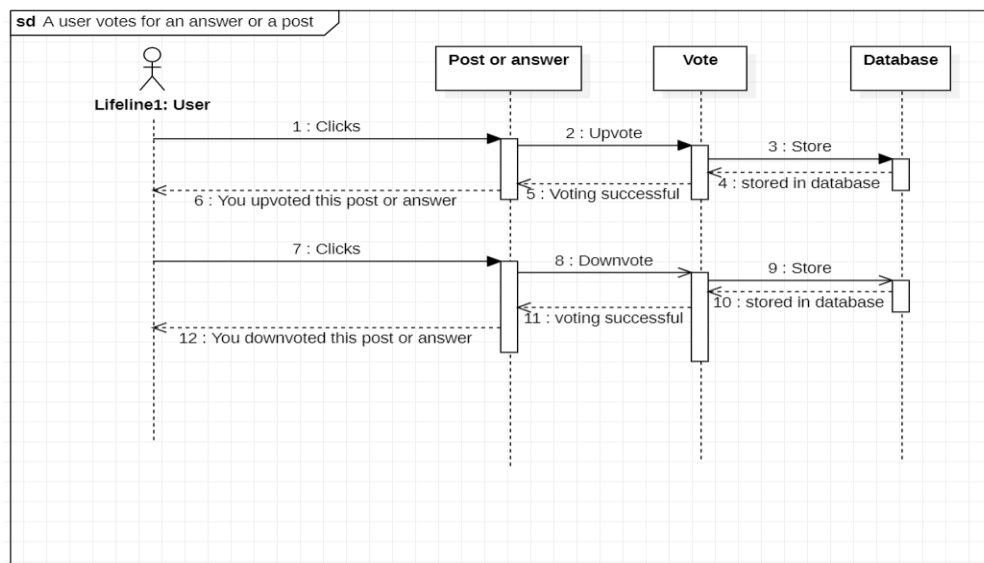 sd A user votes for an answer or a post
Lifeline1: User
Post or answer
Vote
Database
1 : Clicks
2 : Upvote
3 : Store
4 : stored in database
5 : Voting successful
6 : You upvoted this post or answer
7 : Clicks
8 : Downvote
9 : Store
10 : stored in database
11 : voting successful
12 : You downvoted this post or answer